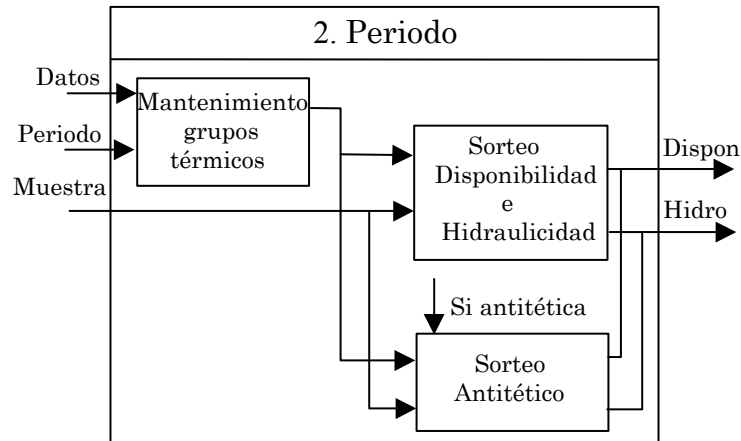 2. Periodo
Datos
Mantenimiento
grupos
térmicos
Periodo
Muestra
Sorteo
Disponibilidad
e
Hidraulicidad
Dispon
Hidro
Si antitética
Sorteo
Antitético